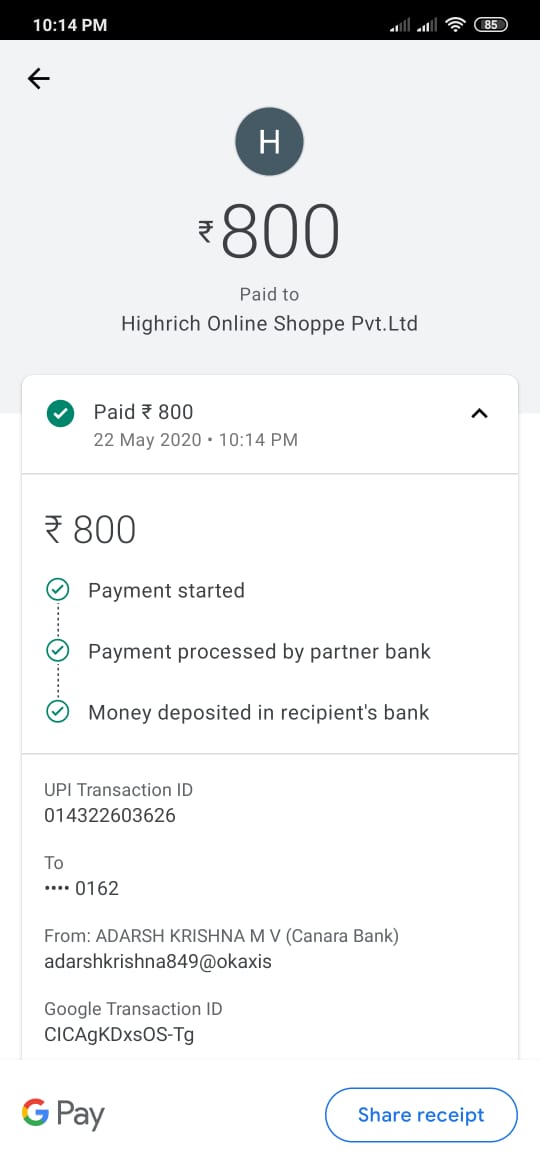 10:14 PM
85
H
₹800
Paid to
Highrich Online Shoppe Pvt.Ltd
Paid ₹ 800
22 May 2020 • 10:14 PM
₹ 800
Payment started
Payment processed by partner bank
Money deposited in recipient's bank
UPI Transaction ID
014322603626
To
•••• 0162
From: ADARSH KRISHNA M V (Canara Bank)
adarshkrishna849@okaxis
Google Transaction ID
CICAgKDxsOS-Tg
G Pay
Share receipt